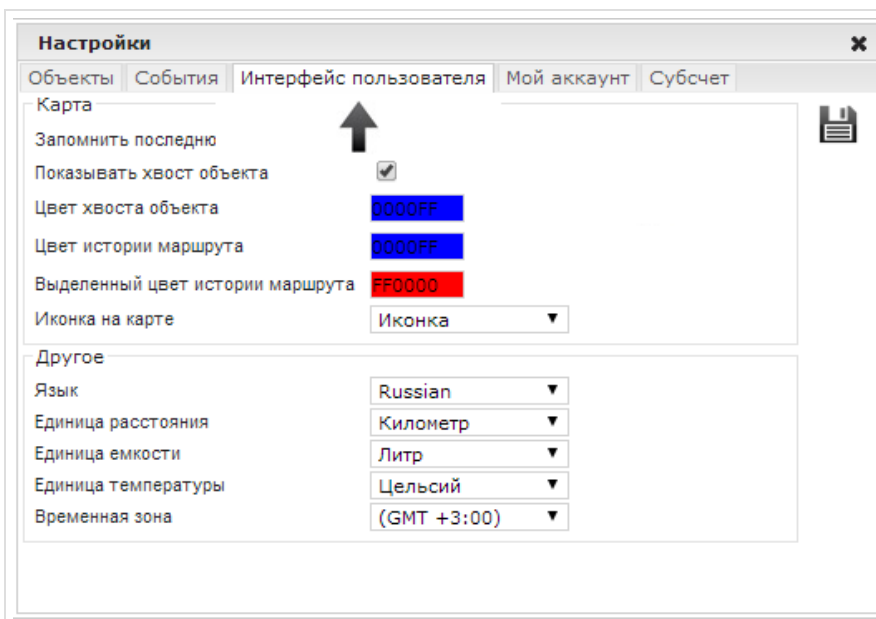 Настройки
Объекты События Интерфейс пользователя Мой аккаунт Субсчет
Карта
Запомнить последню
Показывать хвост объекта
Цвет хвоста объекта 0000FF
Цвет истории маршрута 0000FF
Выделенный цвет истории маршрута FF0000
Иконка на карте Иконка
Другое
Язык Russian
Единица расстояния Километр
Единица емкости Литр
Единица температуры Цельсий
Временная зона (GMT +3:00)